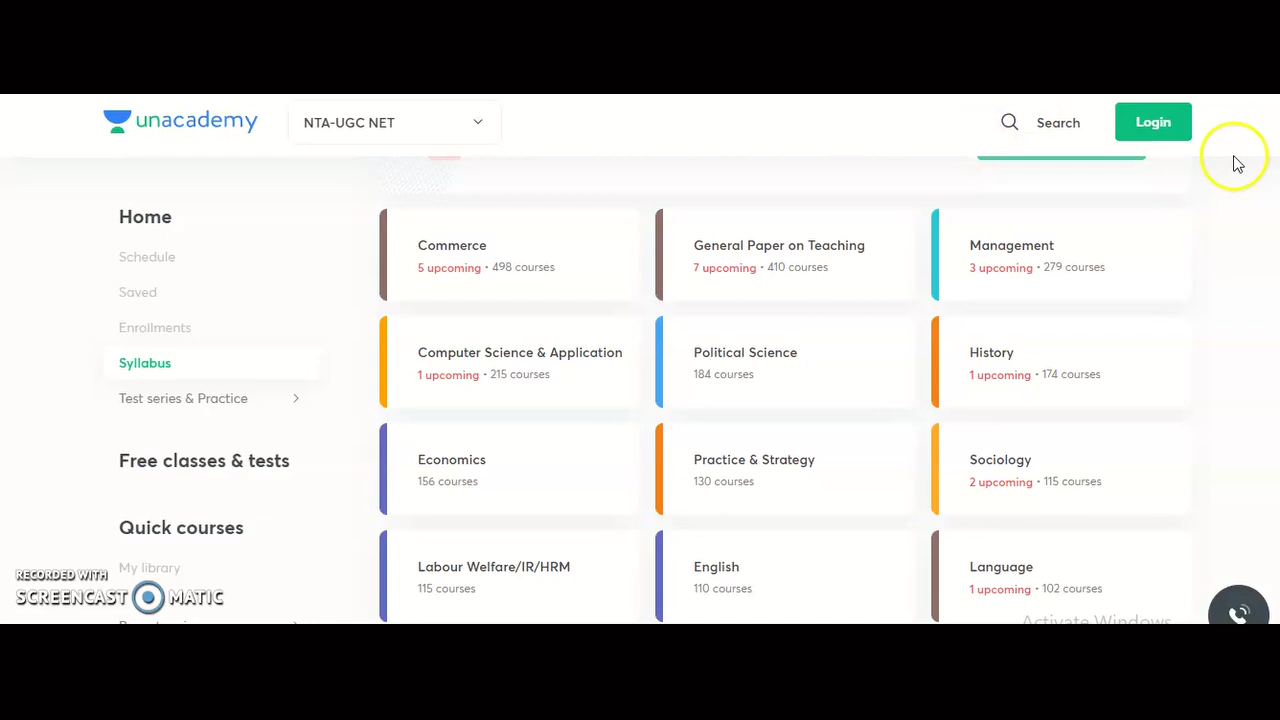 unacademy
NTA-UGC NET
Search
Login
Home
Schedule
Saved
Enrollments
Syllabus
Test series & Practice
Free classes & tests
Quick courses
My library
Commerce
5 upcoming • 498 courses
General Paper on Teaching
7 upcoming • 410 courses
Management
3 upcoming • 279 courses
Computer Science & Application
1 upcoming • 215 courses
Political Science
184 courses
History
1 upcoming • 174 courses
Economics
156 courses
Practice & Strategy
130 courses
Sociology
2 upcoming • 115 courses
Labour Welfare/IR/HRM
115 courses
English
110 courses
Language
1 upcoming • 102 courses
Activate Windows
RECORDED WITH
SCREENCAST MATIC